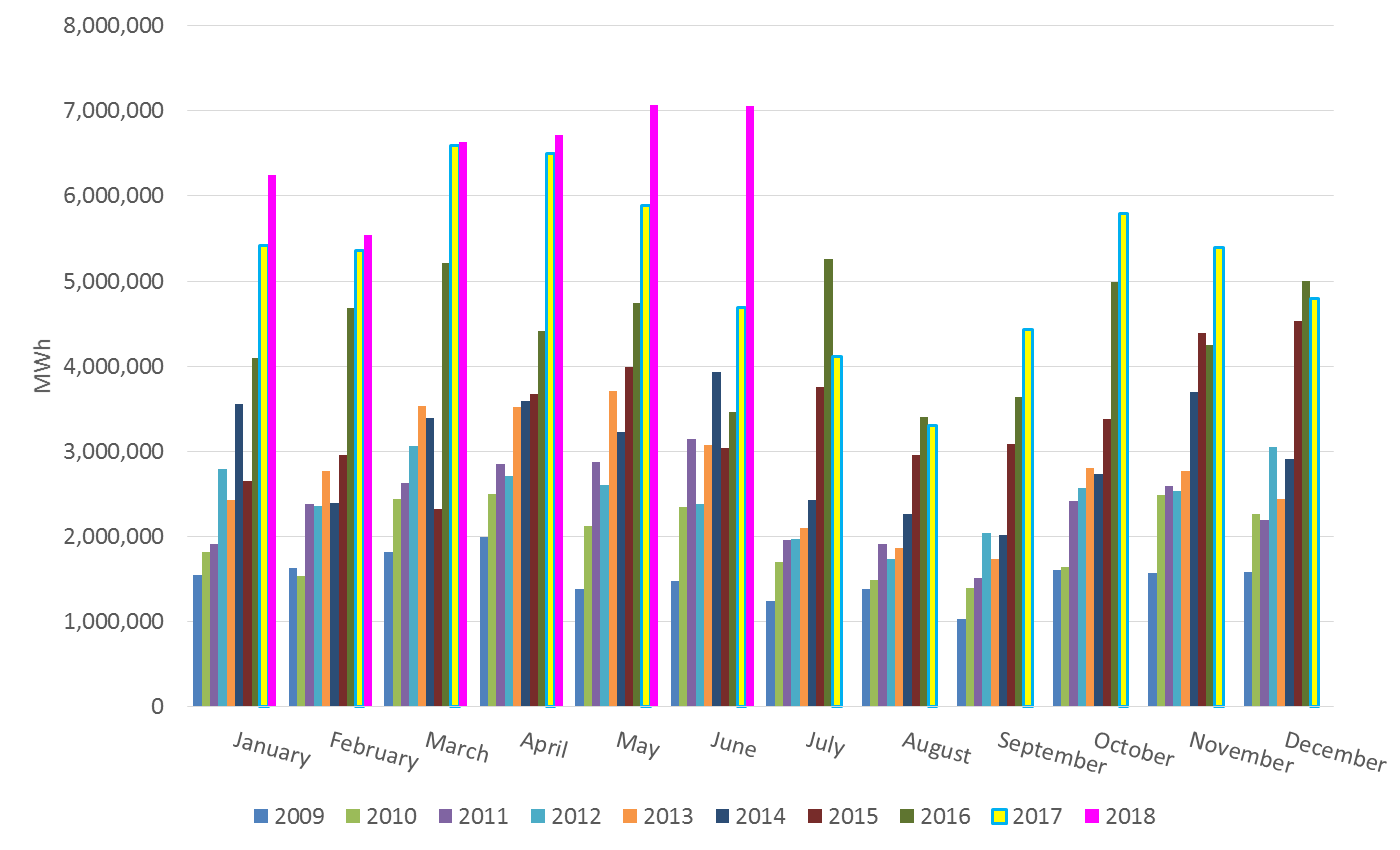 8,000,000
7,000,000
6,000,000
5,000,000
4,000,000
3,000,000
2,000,000
1,000,000
0
MWh
January
February
March
April
May
June
July
August
September
October
November
December
2009 2010 2011 2012 2013 2014 2015 2016 2017 2018